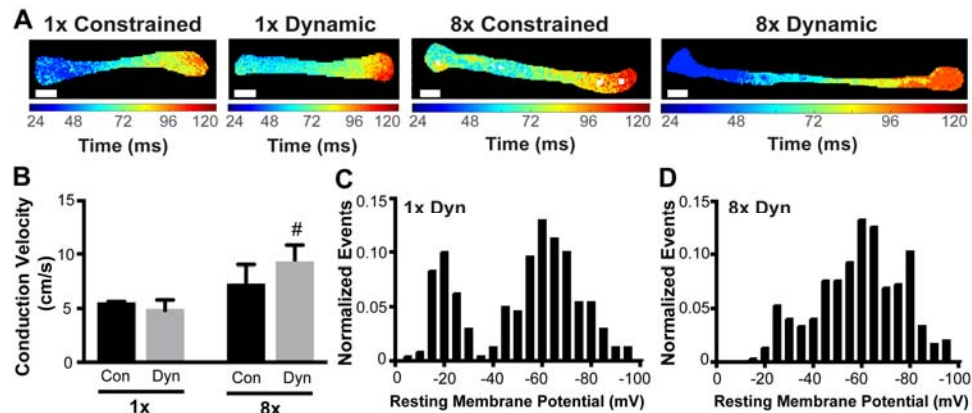 A
1x Constrained 1x Dynamic 8x Constrained 8x Dynamic
24 48 72 96 120 24 48 72 96 120 24 48 72 96 120 24 48 72 96 120
Time (ms) Time (ms) Time (ms) Time (ms)
B
Conduction Velocity
(cm/s)
15
10
5
0
#
Con Dyn Con Dyn
1x 8x
C
1x Dyn
Normalized Events
0.15
0.10
0.05
0
0 -20 -40 -60 -80 -100
Resting Membrane Potential (mV)
D
8x Dyn
Normalized Events
0.15
0.10
0.05
0
0 -20 -40 -60 -80 -100
Resting Membrane Potential (mV)